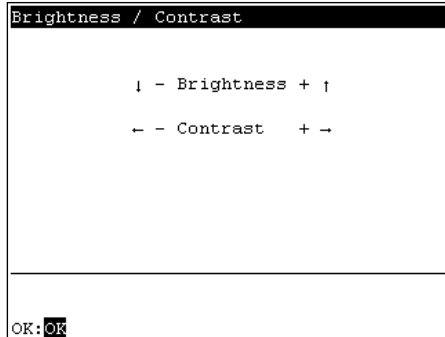 Brightness / Contrast
↓ - Brightness + ↑
← - Contrast + →
OK:OK